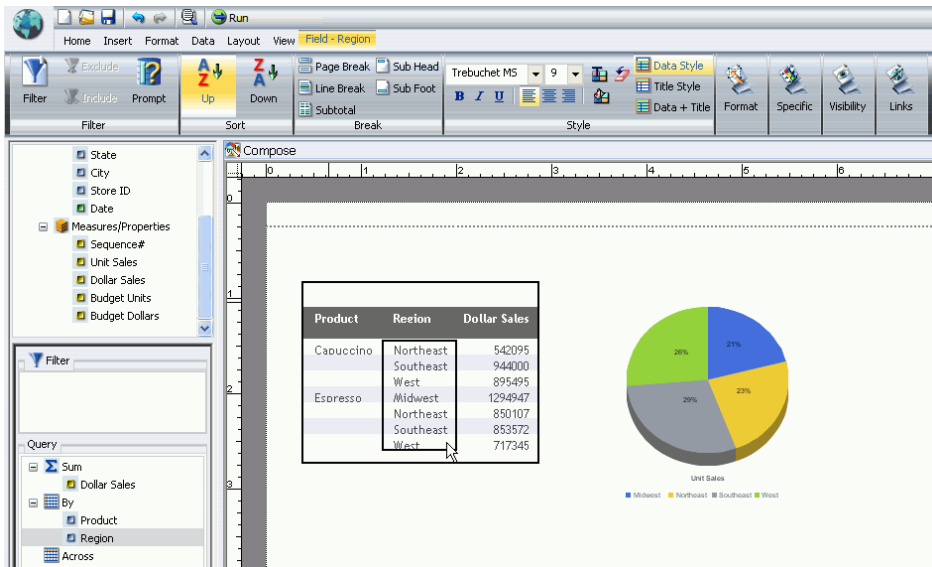 Run
Home Insert Format Data Layout View Field - Region
Filter Exclude Include Prompt Up Down Page Break Sub Head Line Break Sub Foot Subtotal Trebuchet MS 9 B I U Data Style Title Style Data + Title Format Specific Visibility Links
Filter Sort Break Style
State
City
Store ID
Date
Measures/Properties
Sequence#
Unit Sales
Dollar Sales
Budget Units
Budget Dollars
Filter
Query
Sum
Dollar Sales
By
Product
Region
Across
Compose
0 1 2 3 4 5 6
0
1
2
3
Product Region Dollar Sales
Capuccino Northeast 542095
Southeast 944000
West 895495
Espresso Midwest 1294947
Northeast 850107
Southeast 853572
West 717345
26% 21%
29% 23%
Unit Sales
Midwest Northeast Southeast West